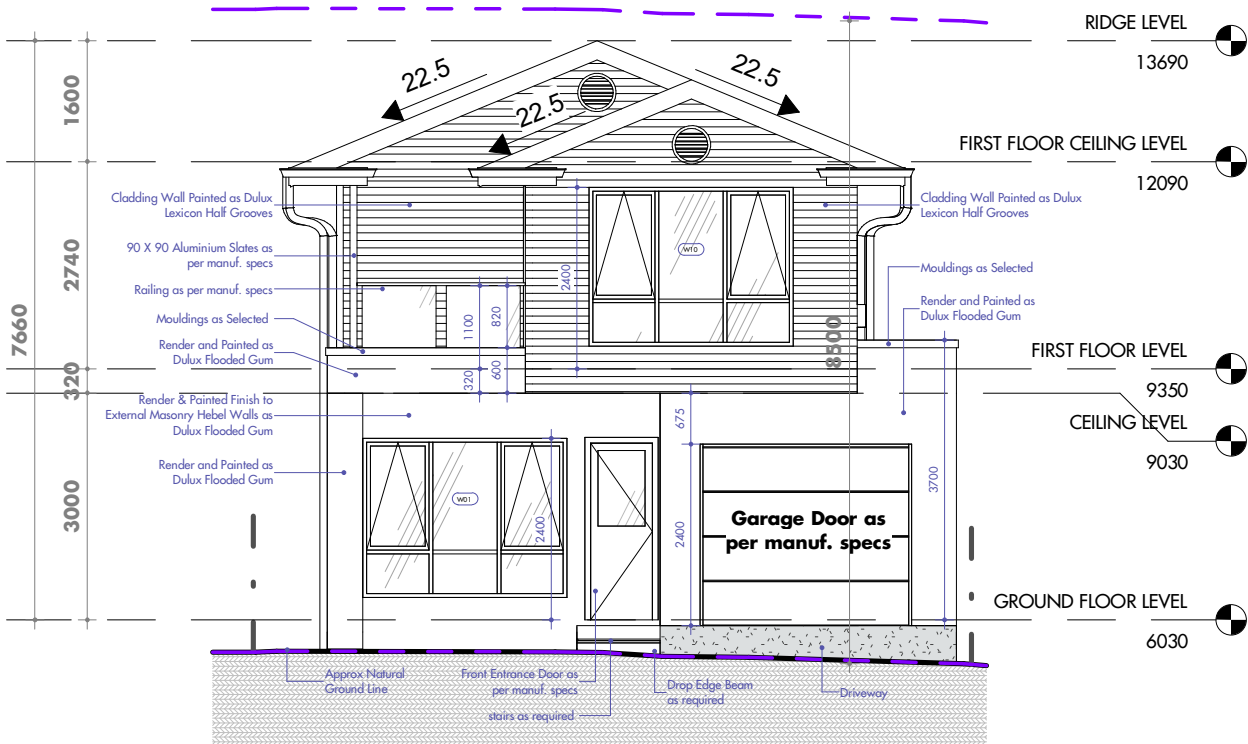 RIDGE LEVEL
13690
22.5
22.5
22.5
1600
FIRST FLOOR CEILING LEVEL
12090
Cladding Wall Painted as Dulux
Lexicon Half Grooves
Cladding Wall Painted as Dulux
Lexicon Half Grooves
90 X 90 Aluminium Slates as
per manuf. specs
W10
2740
2400
Mouldings as Selected
Railing as per manuf. specs
Render and Painted as
Dulux Flooded Gum
Mouldings as Selected
1100
820
7660
8500
Render and Painted as
Dulux Flooded Gum
FIRST FLOOR LEVEL
9350
320
320
600
Render & Painted Finish to
External Masonry Hebel Walls as
Dulux Flooded Gum
CEILING LEVEL
9030
675
Render and Painted as
Dulux Flooded Gum
3000
W01
2400
2400
3700
Garage Door as
per manuf. specs
GROUND FLOOR LEVEL
6030
Approx Natural
Ground Line
Front Entrance Door as
per manuf. specs
stairs as required
Drop Edge Beam
as required
Driveway